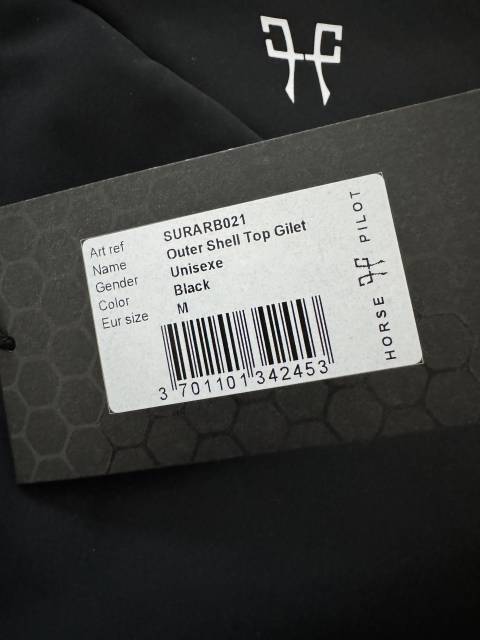 Art ref SURARB021
Name Outer Shell Top Gilet
Gender Unisexe
Color Black
Eur size M
3 701101 342453
HORSE PILOT